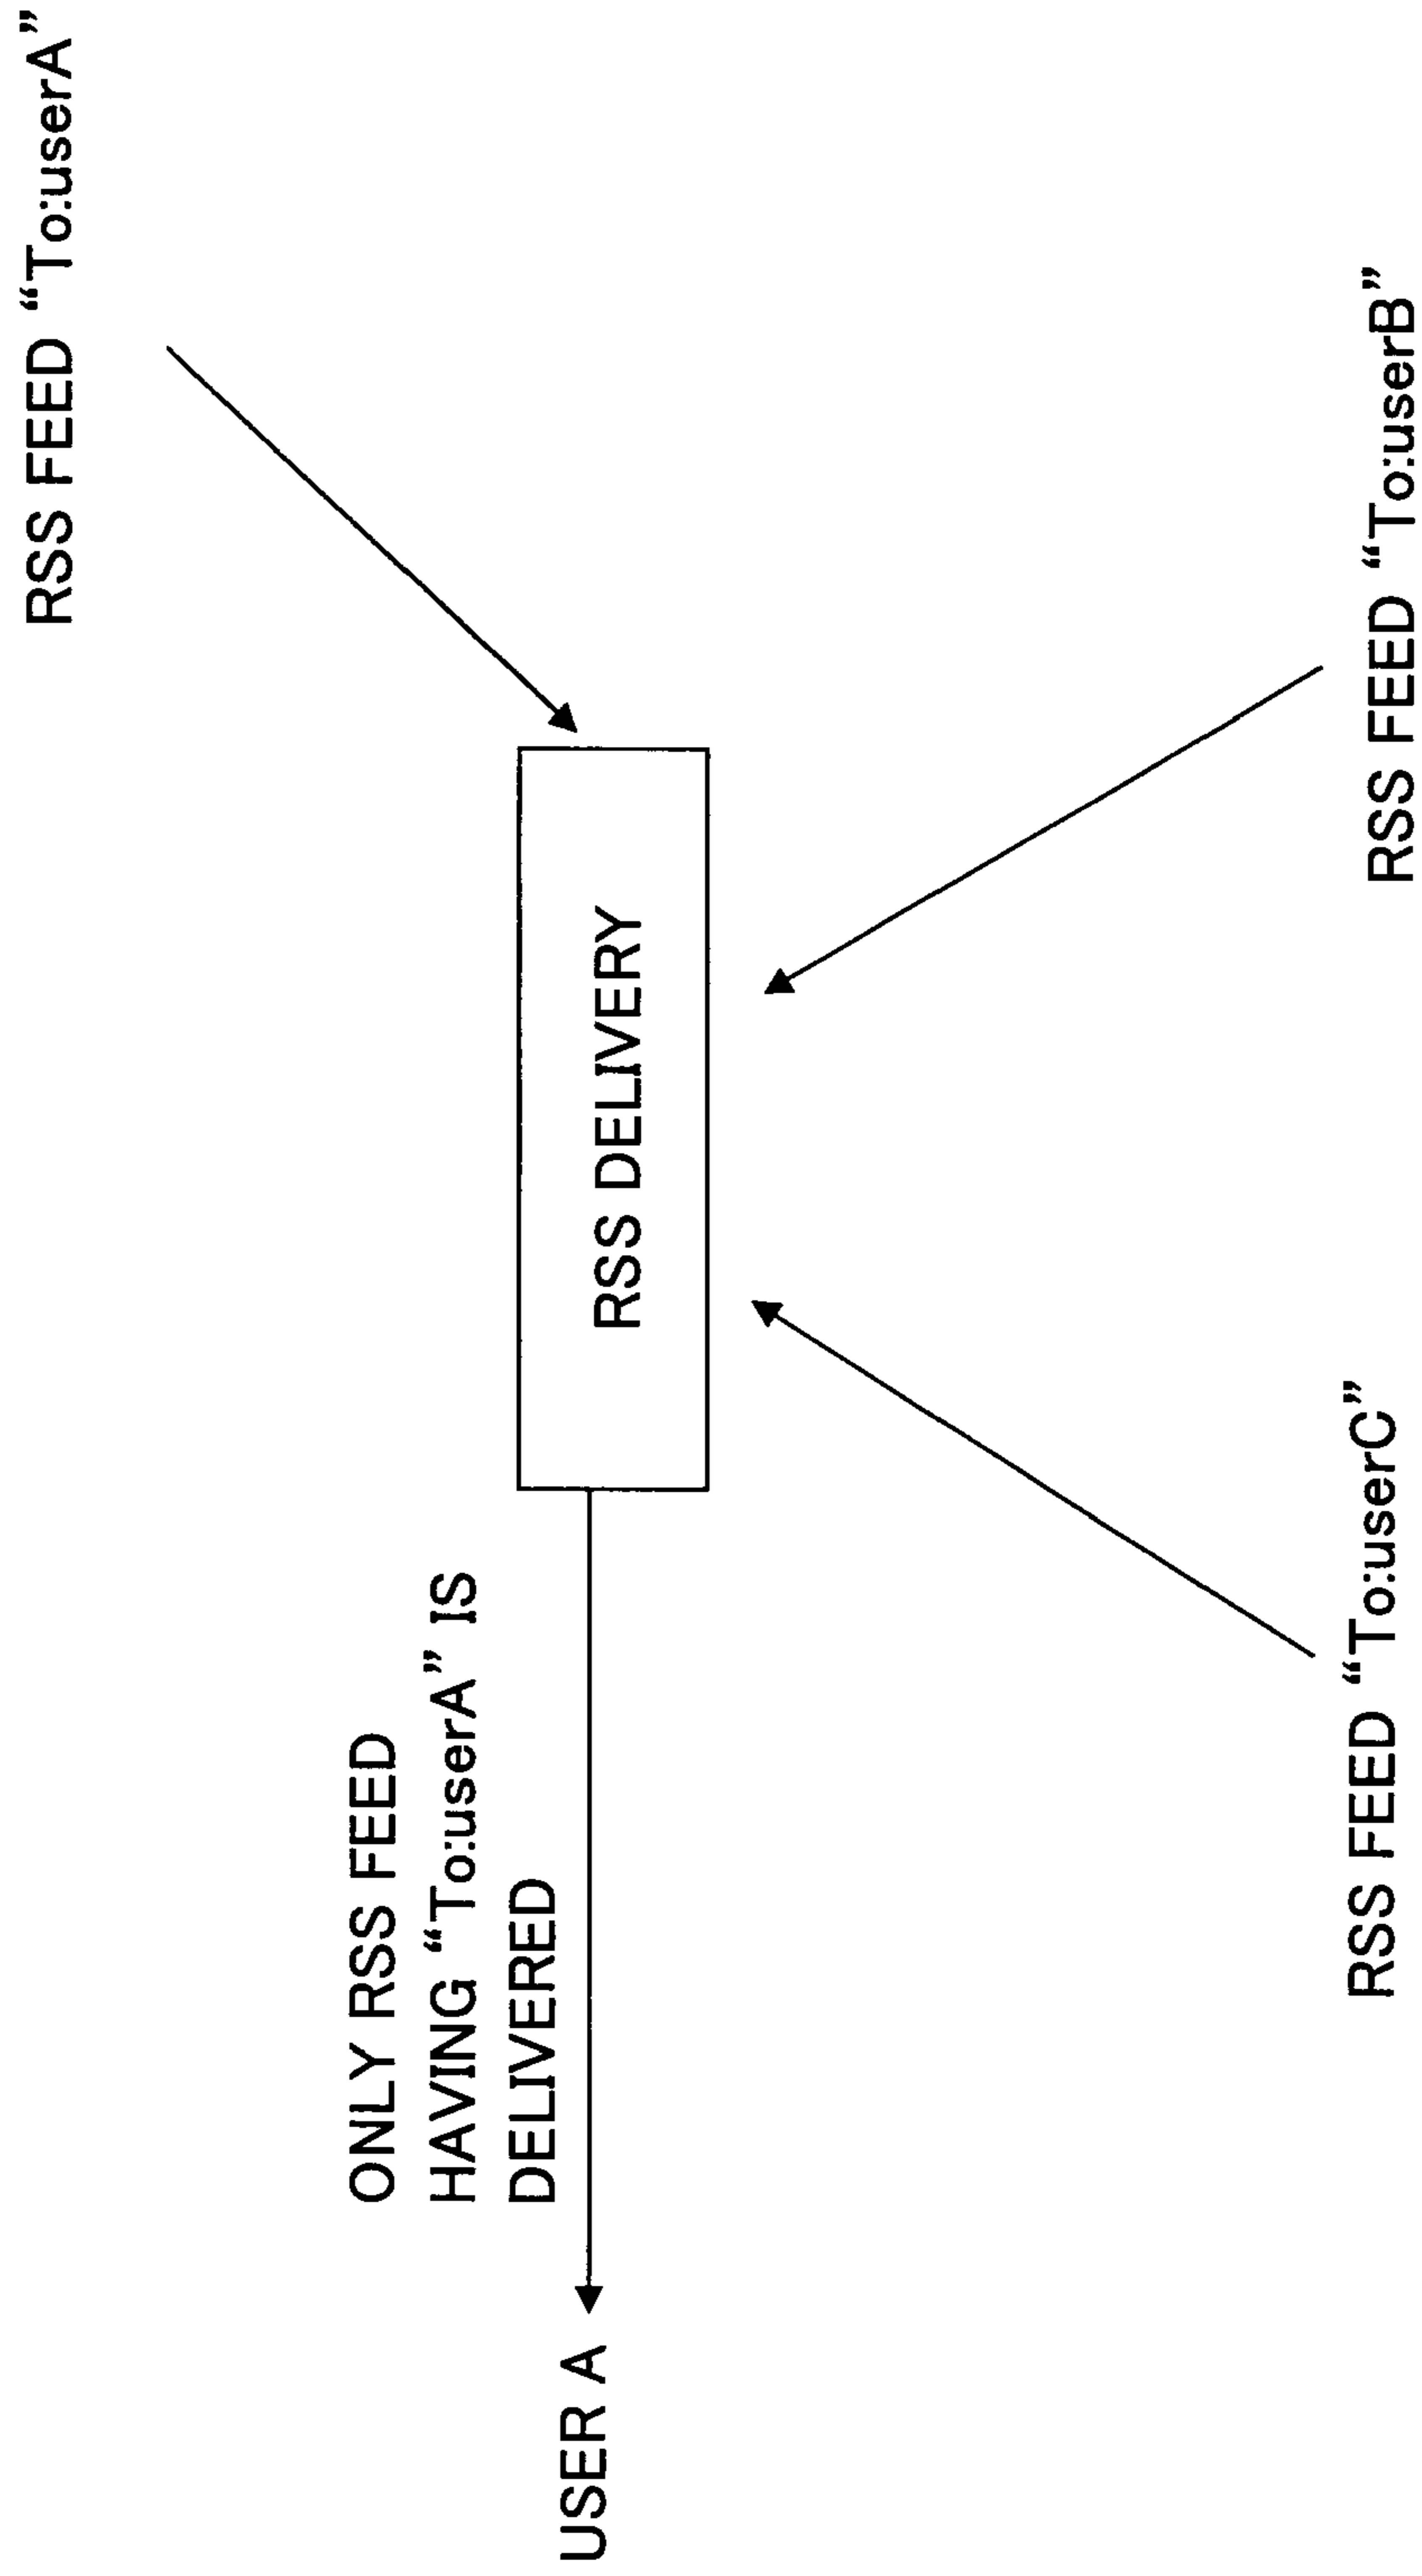 RSS FEED “To:userA”
ONLY RSS FEED
HAVING “To:userA” IS
DELIVERED
USER A
RSS DELIVERY
RSS FEED “To:userC”
RSS FEED “To:userB”